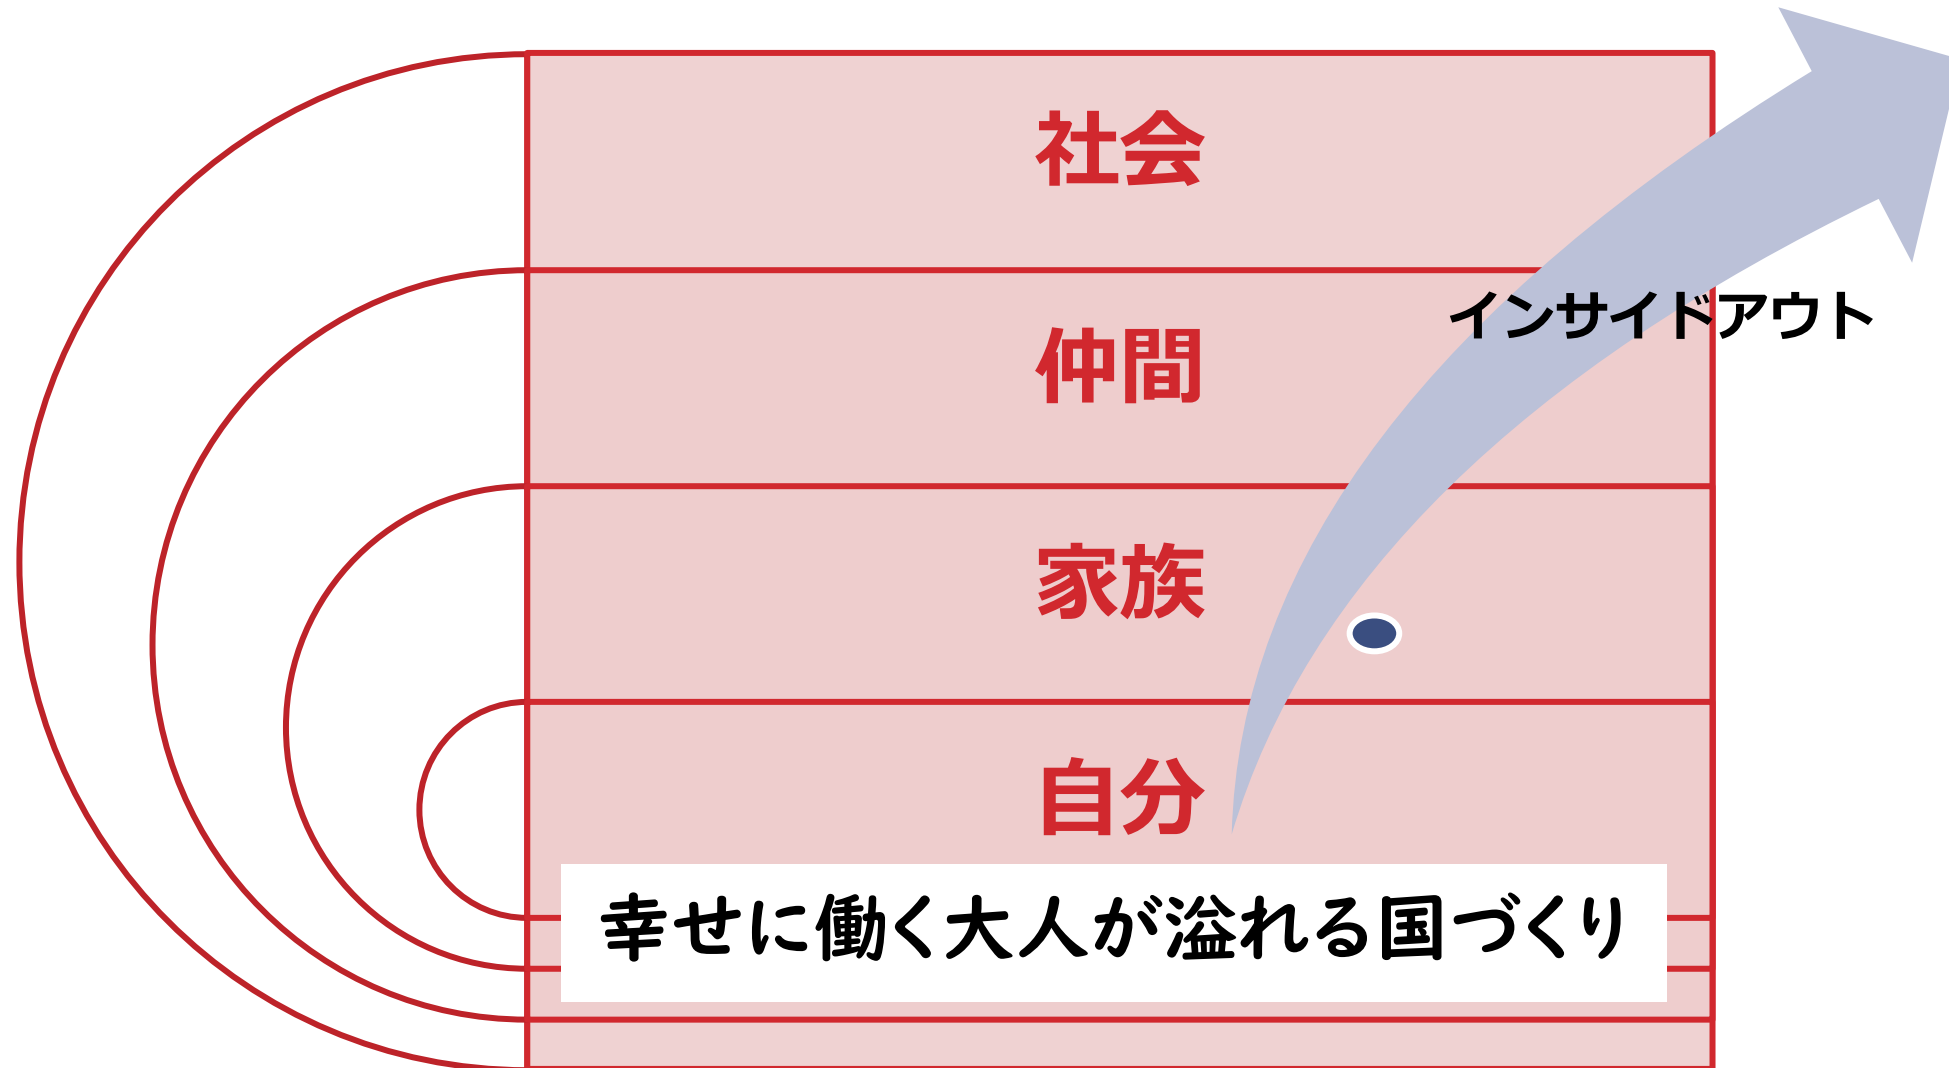 社会
仲間
インサイドアウト
家族
自分
幸せに働く大人が溢れる国づくり